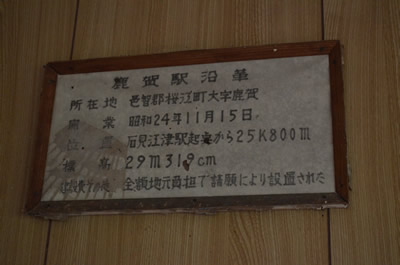 鹿賀駅沿革
所在地 邑智郡桜江町大字鹿賀
開業 昭和24年11月15日
位置 石見江津駅起点から25K800m
標高 29m319cm
全額地元負担で請願により設置された